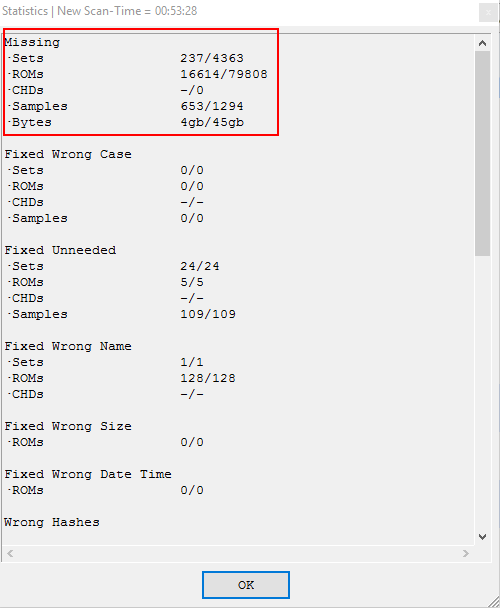 Statistics | New Scan-Time = 00:53:28
Missing
·Sets 237/4363
·ROMs 16614/79808
·CHDs -/0
·Samples 653/1294
·Bytes 4gb/45gb
Fixed Wrong Case
·Sets 0/0
·ROMs 0/0
·CHDs -/-
·Samples 0/0
Fixed Unneeded
·Sets 24/24
·ROMs 5/5
·CHDs -/-
·Samples 109/109
Fixed Wrong Name
·Sets 1/1
·ROMs 128/128
·CHDs -/-
Fixed Wrong Size
·ROMs 0/0
Fixed Wrong Date Time
·ROMs 0/0
Wrong Hashes
OK